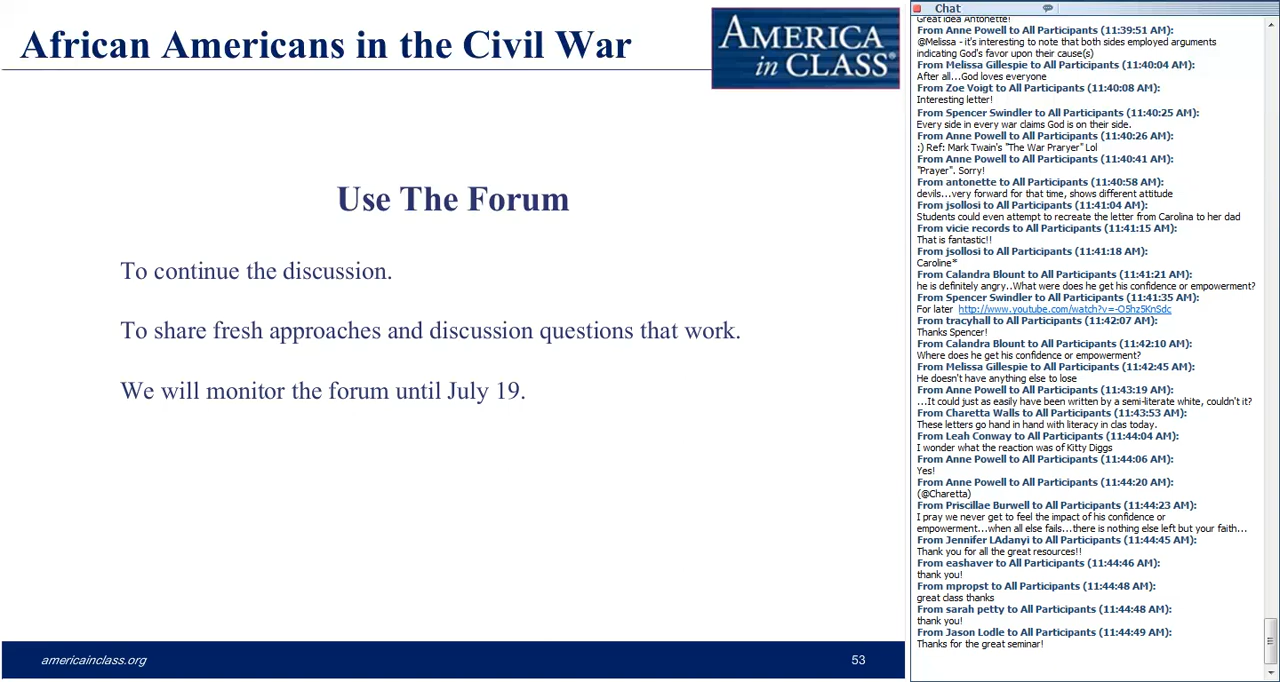 African Americans in the Civil War
AMERICA
in CLASS®
Use The Forum
To continue the discussion.
To share fresh approaches and discussion questions that work.
We will monitor the forum until July 19.
americainclass.org
53
Chat
Great idea Antonette!
From Anne Powell to All Participants (11:39:51 AM):
@Melissa - it's interesting to note that both sides employed arguments
indicating God's favor upon their cause(s)
From Melissa Gillespie to All Participants (11:40:04 AM):
After all...God loves everyone
From Zoe Voigt to All Participants (11:40:08 AM):
Interesting letter!
From Spencer Swindler to All Participants (11:40:25 AM):
Every side in every war claims God is on their side.
From Anne Powell to All Participants (11:40:26 AM):
:) Ref: Mark Twain's "The War Praryer" Lol
From Anne Powell to All Participants (11:40:41 AM):
"Prayer". Sorry!
From antonette to All Participants (11:40:58 AM):
devils...very forward for that time, shows different attitude
From jsollosi to All Participants (11:41:04 AM):
Students could even attempt to recreate the letter from Carolina to her dad
From vicie records to All Participants (11:41:15 AM):
That is fantastic!!
From jsollosi to All Participants (11:41:18 AM):
Caroline*
From Calandra Blount to All Participants (11:41:21 AM):
he is definitely angry..What were does he get his confidence or empowerment?
From Spencer Swindler to All Participants (11:41:35 AM):
For later http://www.youtube.com/watch?v=-O5hz5KnSdc
From tracyhall to All Participants (11:42:07 AM):
Thanks Spencer!
From Calandra Blount to All Participants (11:42:10 AM):
Where does he get his confidence or empowerment?
From Melissa Gillespie to All Participants (11:42:45 AM):
He doesn't have anything else to lose
From Anne Powell to All Participants (11:43:19 AM):
...It could just as easily have been written by a semi-literate white, couldn't it?
From Charetta Walls to All Participants (11:43:53 AM):
These letters go hand in hand with literacy in clas today.
From Leah Conway to All Participants (11:44:04 AM):
I wonder what the reaction was of Kitty Diggs
From Anne Powell to All Participants (11:44:06 AM):
Yes!
From Anne Powell to All Participants (11:44:20 AM):
(@Charetta)
From Priscillae Burwell to All Participants (11:44:23 AM):
I pray we never get to feel the impact of his confidence or
empowerment...when all else fails...there is nothing else left but your faith...
From Jennifer LAdanyi to All Participants (11:44:45 AM):
Thank you for all the great resources!!
From eashaver to All Participants (11:44:46 AM):
thank you!
From mpropst to All Participants (11:44:48 AM):
great class thanks
From sarah petty to All Participants (11:44:48 AM):
thank you!
From Jason Lodle to All Participants (11:44:49 AM):
Thanks for the great seminar!